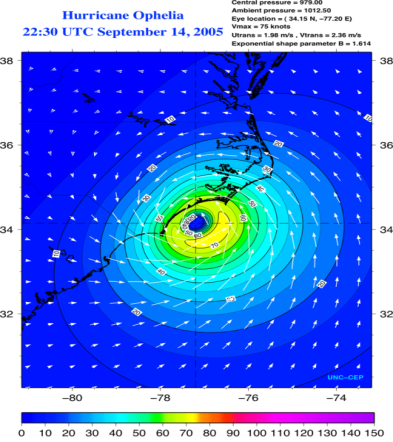 Hurricane Ophelia
22:30 UTC September 14, 2005
Central pressure = 979.00
Ambient pressure = 1012.50
Eye location = ( 34.15 N, −77.20 E)
Vmax = 75 knots
Utrans = 1.98 m/s , Vtrans = 2.36 m/s
Exponential shape parameter B = 1.614
38 38
36 36
34 34
32 32
UNC−CEP
−80 −78 −76 −74
0 10 20 30 40 50 60 70 80 90 100 110 120 130 140 150